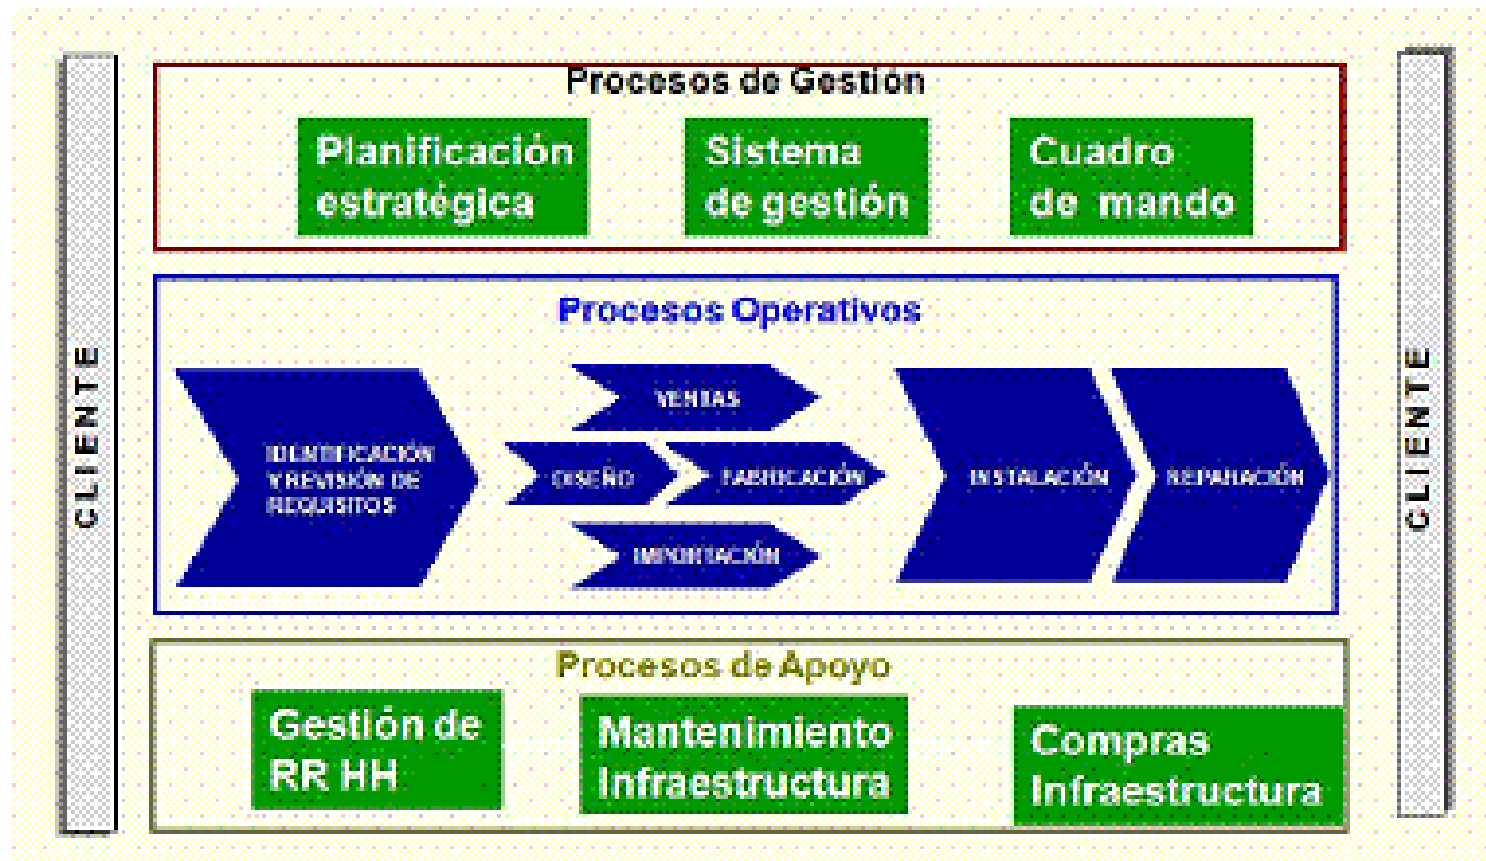 Procesos de Gestión
Planificación
estratégica
Sistema
de gestión
Cuadro
de mando
CLIENTE
Procesos Operativos
IDENTIFICACIÓN
Y REVISIÓN DE
REQUISITOS
VENTAS
DISEÑO
FABRICACIÓN
IMPORTACIÓN
INSTALACIÓN
REPARACIÓN
CLIENTE
Procesos de Apoyo
Gestión de
RR HH
Mantenimiento
Infraestructura
Compras
Infraestructura